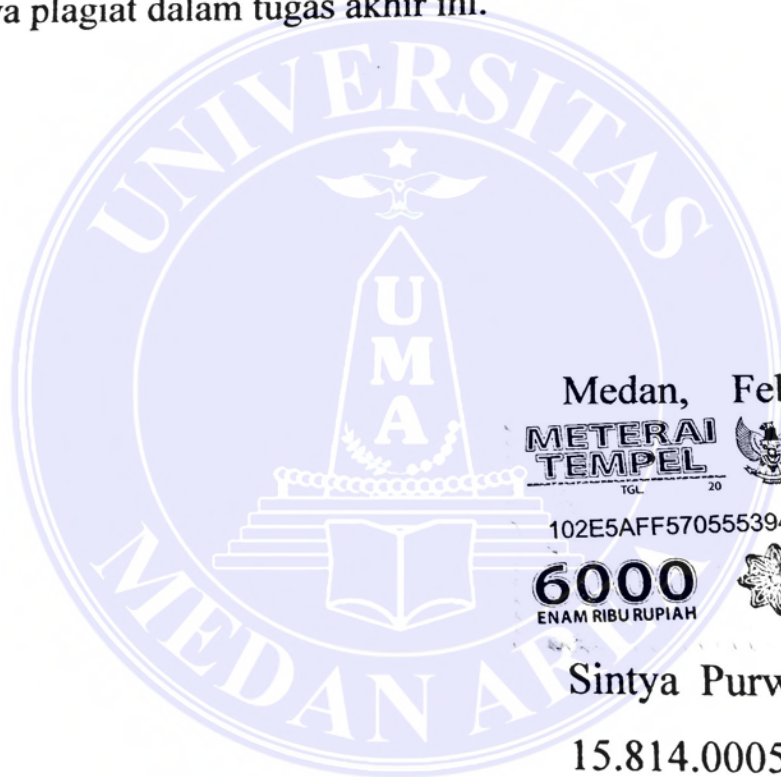 va plagiat dalam tugas akhir ini.
UNIVERSITAS
UMA
MEDAN AREA
Medan, Feb
METERAI
TEMPEL
TGL. 20
102E5AFF570555394
6000
ENAM RIBU RUPIAH
Sintya Purw
15.814.0005